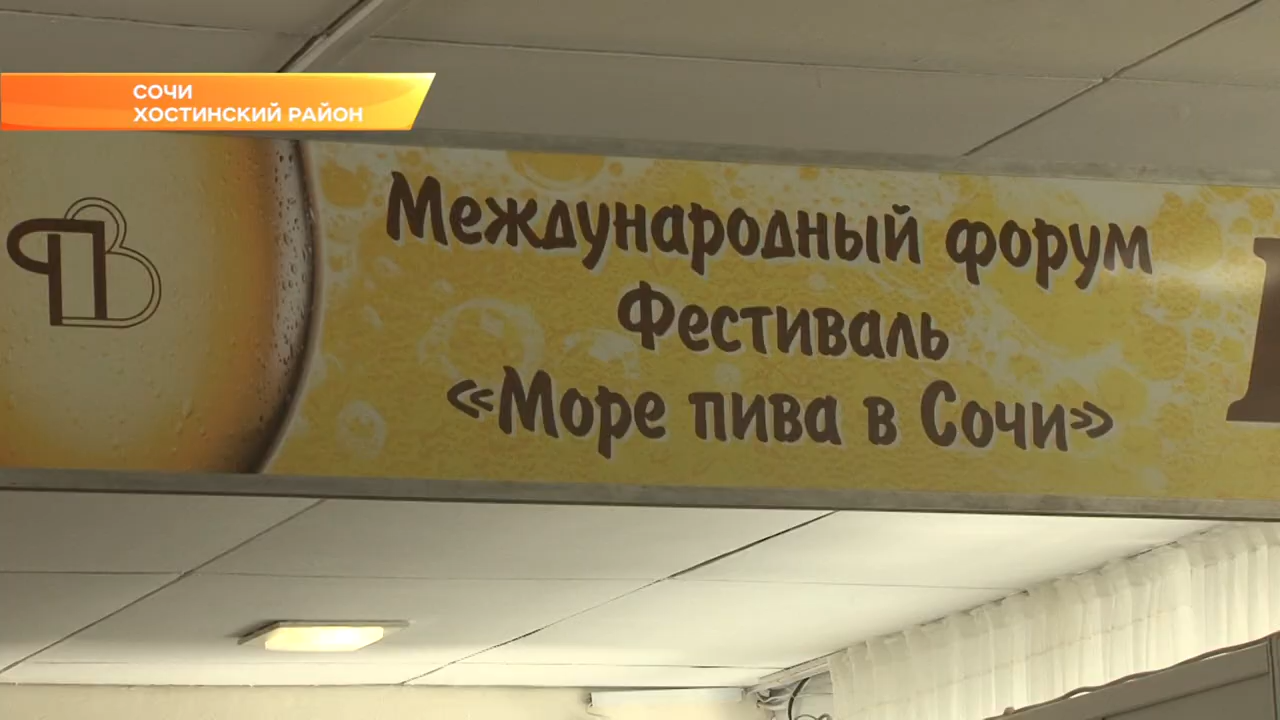 СОЧИ
ХОСТИНСКИЙ РАЙОН
Международный форум
Фестиваль
«Море пива в Сочи»